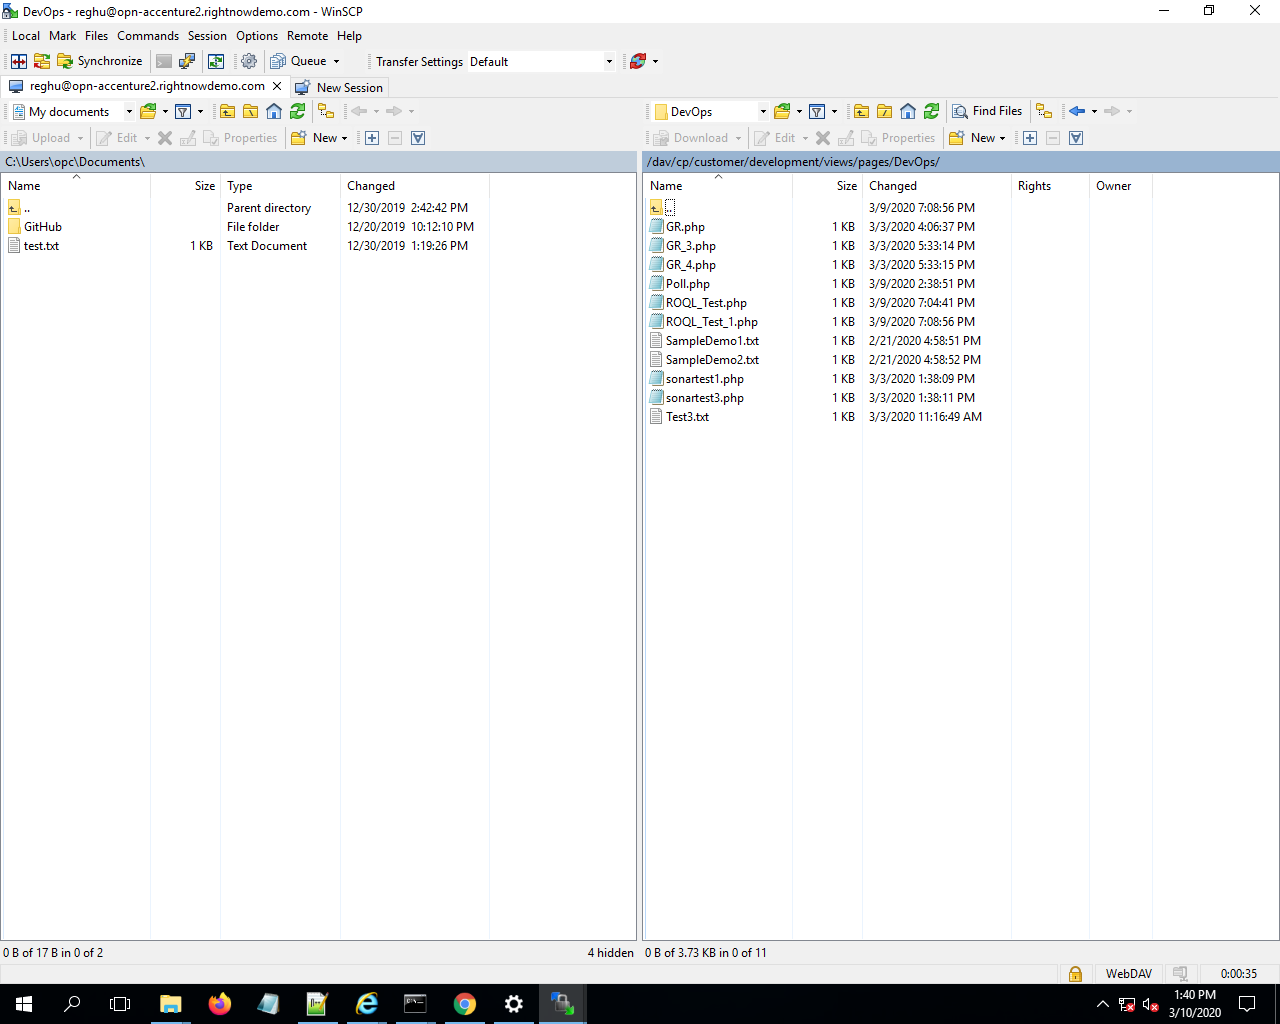 DevOps - reghu@opn-accenture2.rightnowdemo.com - WinSCP
Local Mark Files Commands Session Options Remote Help
Synchronize Queue Transfer Settings Default
reghu@opn-accenture2.rightnowdemo.com New Session
My documents DevOps Find Files
Upload Edit Properties New Download Edit Properties New
C:\Users\opc\Documents\ /dav/cp/customer/development/views/pages/DevOps/
Name Size Type Changed Name Size Changed Rights Owner
.. Parent directory 12/30/2019 2:42:42 PM .. 3/9/2020 7:08:56 PM
GitHub File folder 12/20/2019 10:12:10 PM GR.php 1 KB 3/3/2020 4:06:37 PM
test.txt 1 KB Text Document 12/30/2019 1:19:26 PM GR_3.php 1 KB 3/3/2020 5:33:14 PM
GR_4.php 1 KB 3/3/2020 5:33:15 PM
Poll.php 1 KB 3/9/2020 2:38:51 PM
ROQL_Test.php 1 KB 3/9/2020 7:04:41 PM
ROQL_Test_1.php 1 KB 3/9/2020 7:08:56 PM
SampleDemo1.txt 1 KB 2/21/2020 4:58:51 PM
SampleDemo2.txt 1 KB 2/21/2020 4:58:52 PM
sonartest1.php 1 KB 3/3/2020 1:38:09 PM
sonartest3.php 1 KB 3/3/2020 1:38:11 PM
Test3.txt 1 KB 3/3/2020 11:16:49 AM
0 B of 17 B in 0 of 2 4 hidden 0 B of 3.73 KB in 0 of 11
WebDAV 0:00:35
1:40 PM
3/10/2020